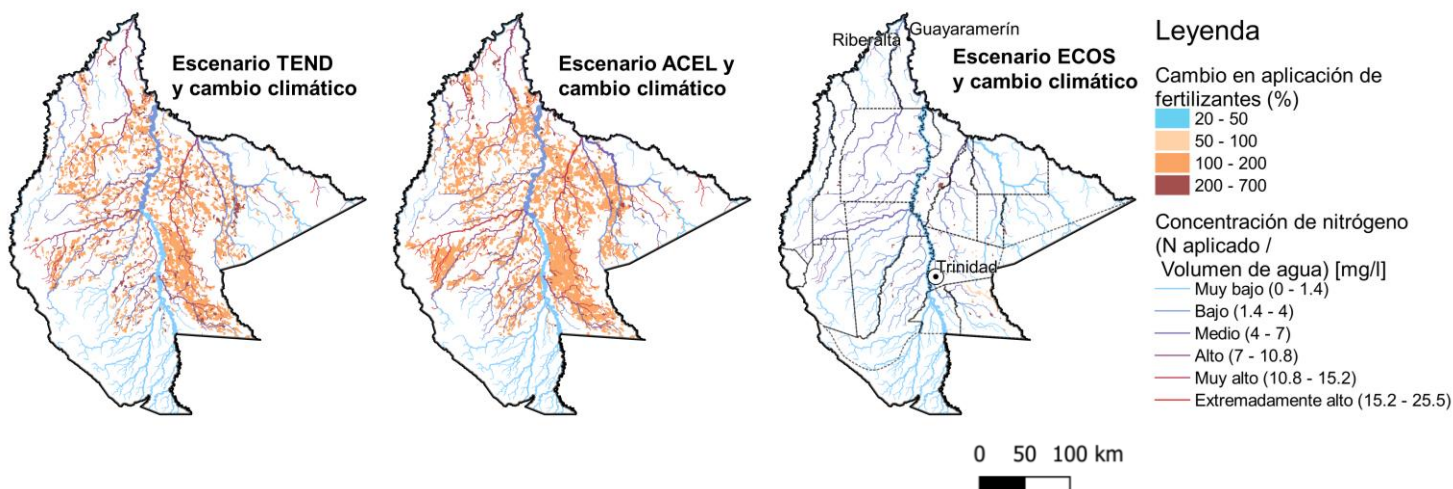 Escenario TEND
y cambio climático
Escenario ACEL y
cambio climático
Guayaramerín
Riberalta
Escenario ECOS
y cambio climático
Trinidad
Leyenda
Cambio en aplicación de
fertilizantes (%)
20 - 50
50 - 100
100 - 200
200 - 700
Concentración de nitrógeno
(N aplicado /
Volumen de agua) [mg/l]
Muy bajo (0 - 1.4)
Bajo (1.4 - 4)
Medio (4 - 7)
Alto (7 - 10.8)
Muy alto (10.8 - 15.2)
Extremadamente alto (15.2 - 25.5)
0 50 100 km